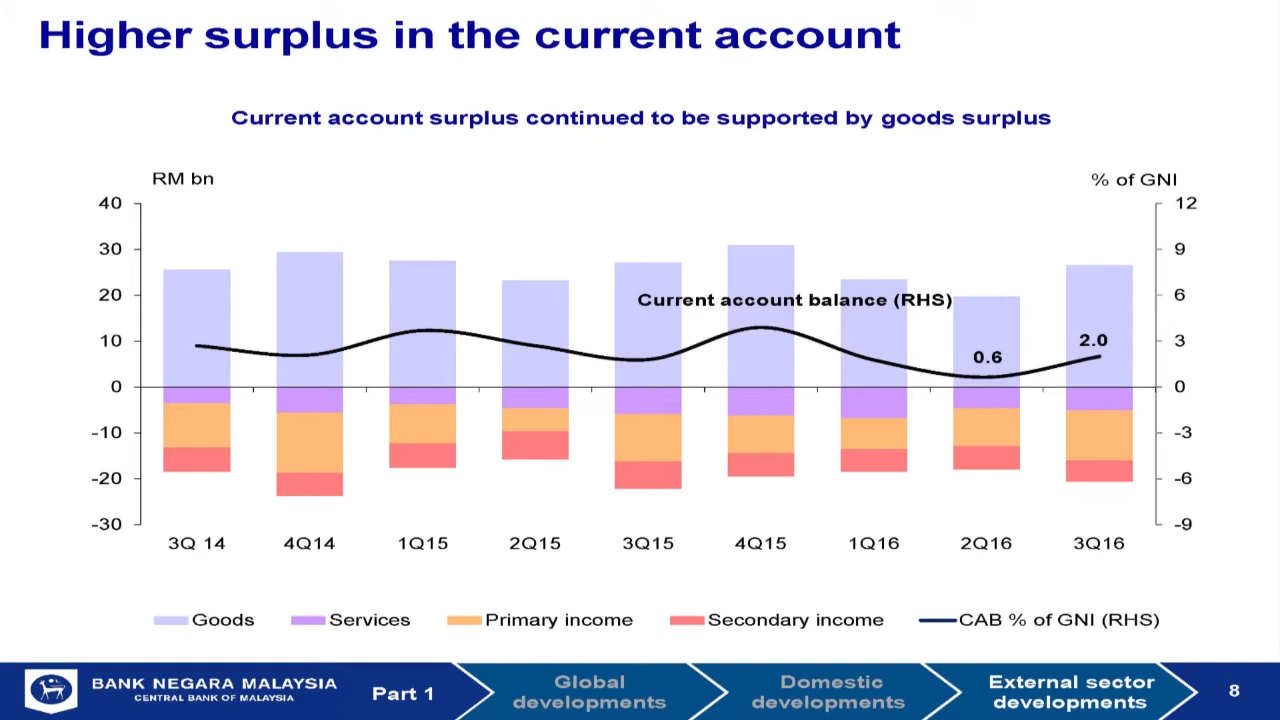 Higher surplus in the current account
Current account surplus continued to be supported by goods surplus
RM bn
% of GNI
40
30
20
10
0
-10
-20
-30
12
9
6
3
0
-3
-6
-9
Current account balance (RHS)
0.6
2.0
3Q 14
4Q14
1Q15
2Q15
3Q15
4Q15
1Q16
2Q16
3Q16
Goods
Services
Primary income
Secondary income
CAB % of GNI (RHS)
BANK NEGARA MALAYSIA
CENTRAL BANK OF MALAYSIA
Part 1
Global
developments
Domestic
developments
External sector
developments
8